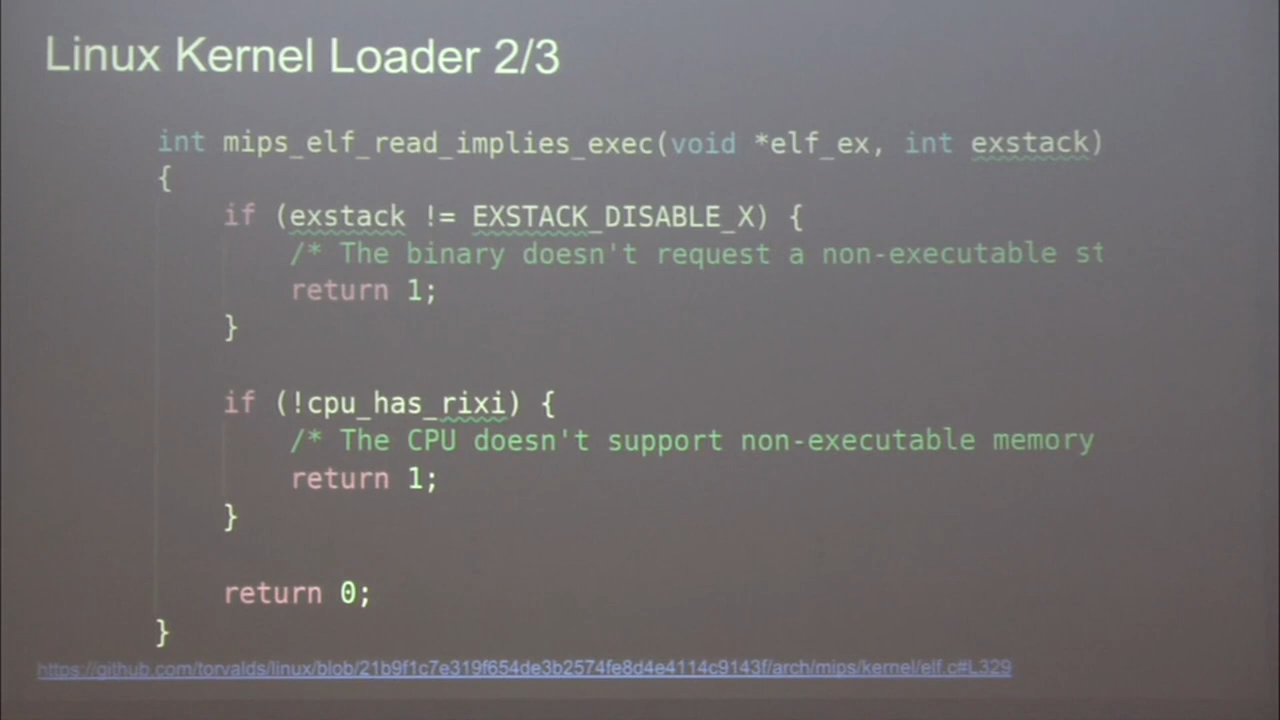 Linux Kernel Loader 2/3
int mips_elf_read_implies_exec(void *elf_ex, int exstack)
{
if (exstack != EXSTACK_DISABLE_X) {
/* The binary doesn't request a non-executable st
return 1;
}
if (!cpu_has_rixi) {
/* The CPU doesn't support non-executable memory
return 1;
}
return 0;
}
https://github.com/torvalds/linux/blob/21b9f1c7e319f654de3b2574fe8d4e4114c9143f/arch/mips/kernel/elf.c#L329